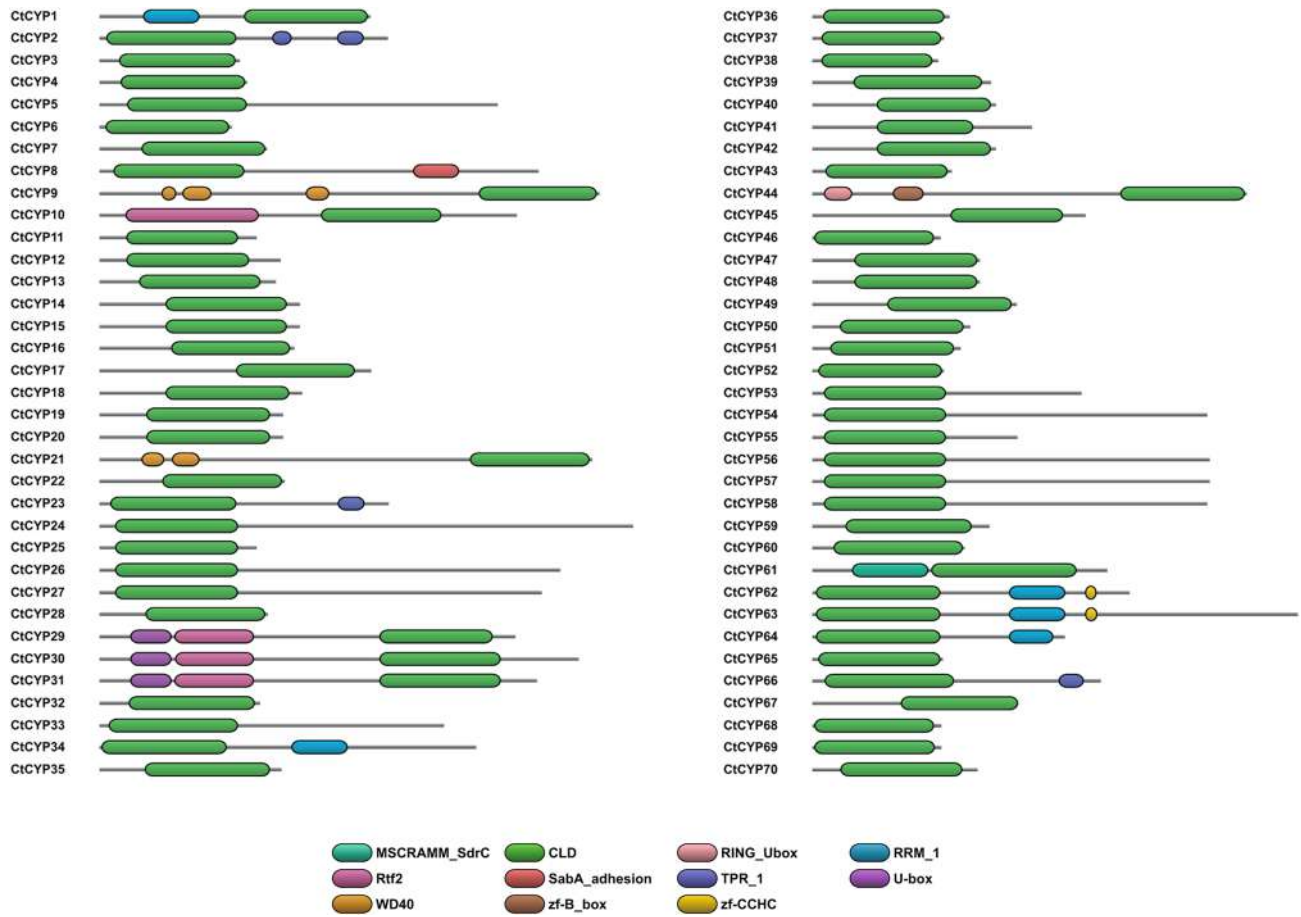 CtCYP1
CtCYP2
CtCYP3
CtCYP4
CtCYP5
CtCYP6
CtCYP7
CtCYP8
CtCYP9
CtCYP10
CtCYP11
CtCYP12
CtCYP13
CtCYP14
CtCYP15
CtCYP16
CtCYP17
CtCYP18
CtCYP19
CtCYP20
CtCYP21
CtCYP22
CtCYP23
CtCYP24
CtCYP25
CtCYP26
CtCYP27
CtCYP28
CtCYP29
CtCYP30
CtCYP31
CtCYP32
CtCYP33
CtCYP34
CtCYP35
CtCYP36
CtCYP37
CtCYP38
CtCYP39
CtCYP40
CtCYP41
CtCYP42
CtCYP43
CtCYP44
CtCYP45
CtCYP46
CtCYP47
CtCYP48
CtCYP49
CtCYP50
CtCYP51
CtCYP52
CtCYP53
CtCYP54
CtCYP55
CtCYP56
CtCYP57
CtCYP58
CtCYP59
CtCYP60
CtCYP61
CtCYP62
CtCYP63
CtCYP64
CtCYP65
CtCYP66
CtCYP67
CtCYP68
CtCYP69
CtCYP70
MSCRAMM_SdrC CLD RING_Ubox RRM_1
Rtf2 SabA_adhesion TPR_1 U-box
WD40 zf-B_box zf-CCHC